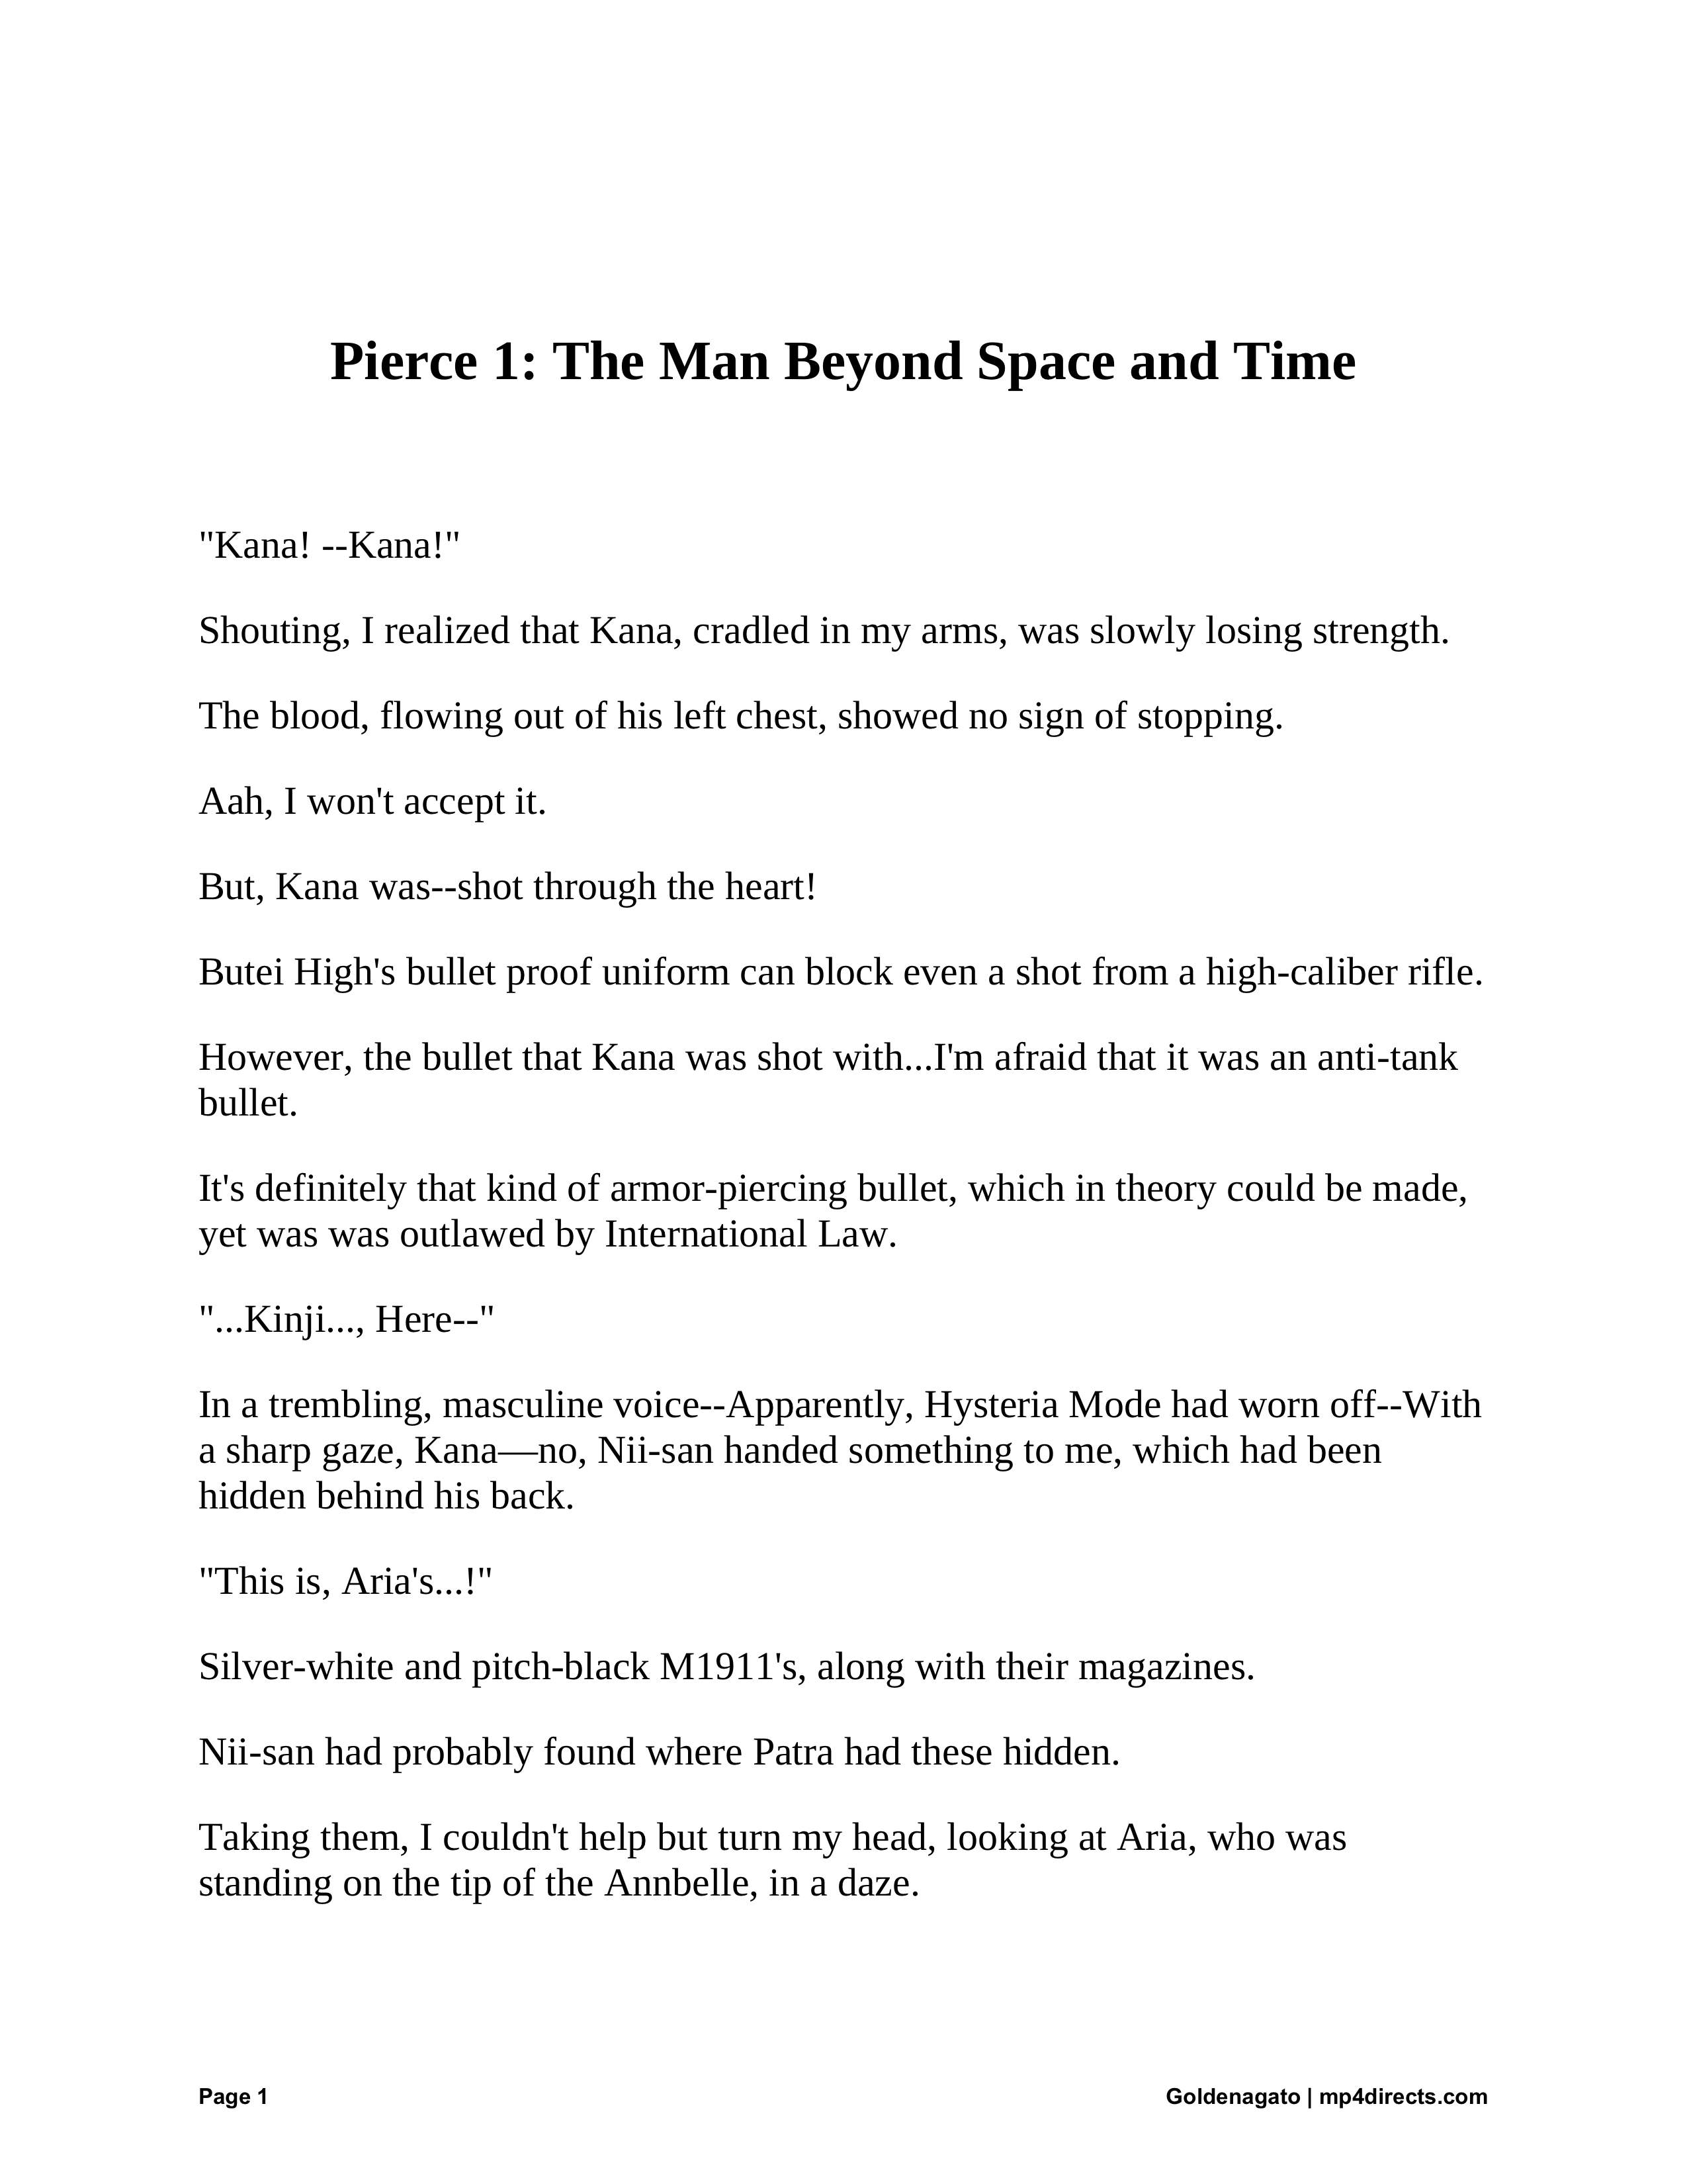 Pierce 1: The Man Beyond Space and Time
"Kana! --Kana!"
Shouting, I realized that Kana, cradled in my arms, was slowly losing strength.
The blood, flowing out of his left chest, showed no sign of stopping.
Aah, I won't accept it.
But, Kana was--shot through the heart!
Butei High's bullet proof uniform can block even a shot from a high-caliber rifle.
However, the bullet that Kana was shot with...I'm afraid that it was an anti-tank
bullet.
It's definitely that kind of armor-piercing bullet, which in theory could be made,
yet was was outlawed by International Law.
"...Kinji..., Here--"
In a trembling, masculine voice--Apparently, Hysteria Mode had worn off--With
a sharp gaze, Kana—no, Nii-san handed something to me, which had been
hidden behind his back.
"This is, Aria's...!"
Silver-white and pitch-black M1911's, along with their magazines.
Nii-san had probably found where Patra had these hidden.
Taking them, I couldn't help but turn my head, looking at Aria, who was
standing on the tip of the Annbelle, in a daze.
Page 1
Goldenagato | mp4directs.com